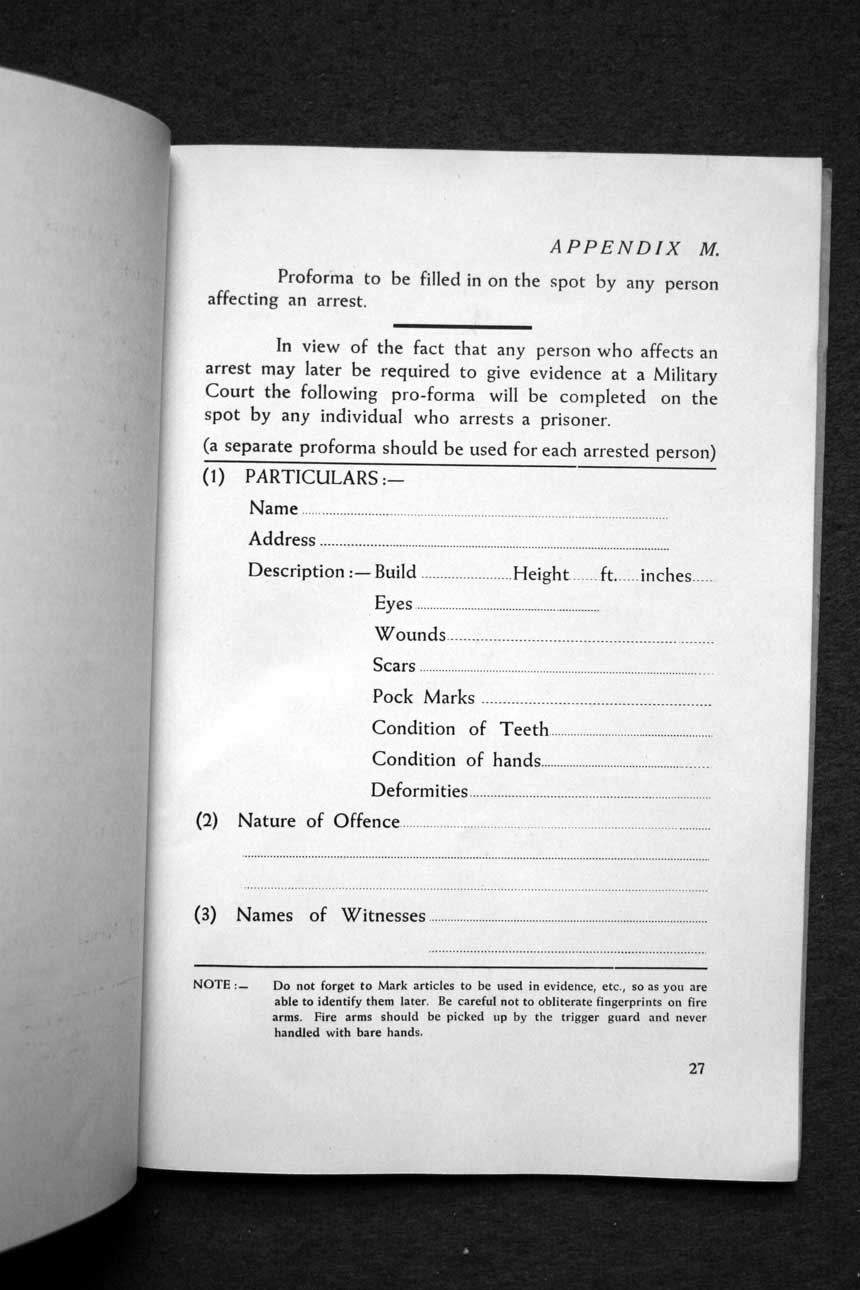 APPENDIX M.
Proforma to be filled in on the spot by any person
affecting an arrest.
In view of the fact that any person who affects an
arrest may later be required to give evidence at a Military
Court the following pro-forma will be completed on the
spot by any individual who arrests a prisoner.
(a separate proforma should be used for each arrested person)
(1) PARTICULARS :—
Name
Address
Description :— Build Height ft. inches
Eyes
Wounds
Scars
Pock Marks
Condition of Teeth
Condition of hands
Deformities
(2) Nature of Offence
(3) Names of Witnesses
NOTE :— Do not forget to Mark articles to be used in evidence, etc., so as you are
able to identify them later. Be careful not to obliterate fingerprints on fire
arms. Fire arms should be picked up by the trigger guard and never
handled with bare hands.
27